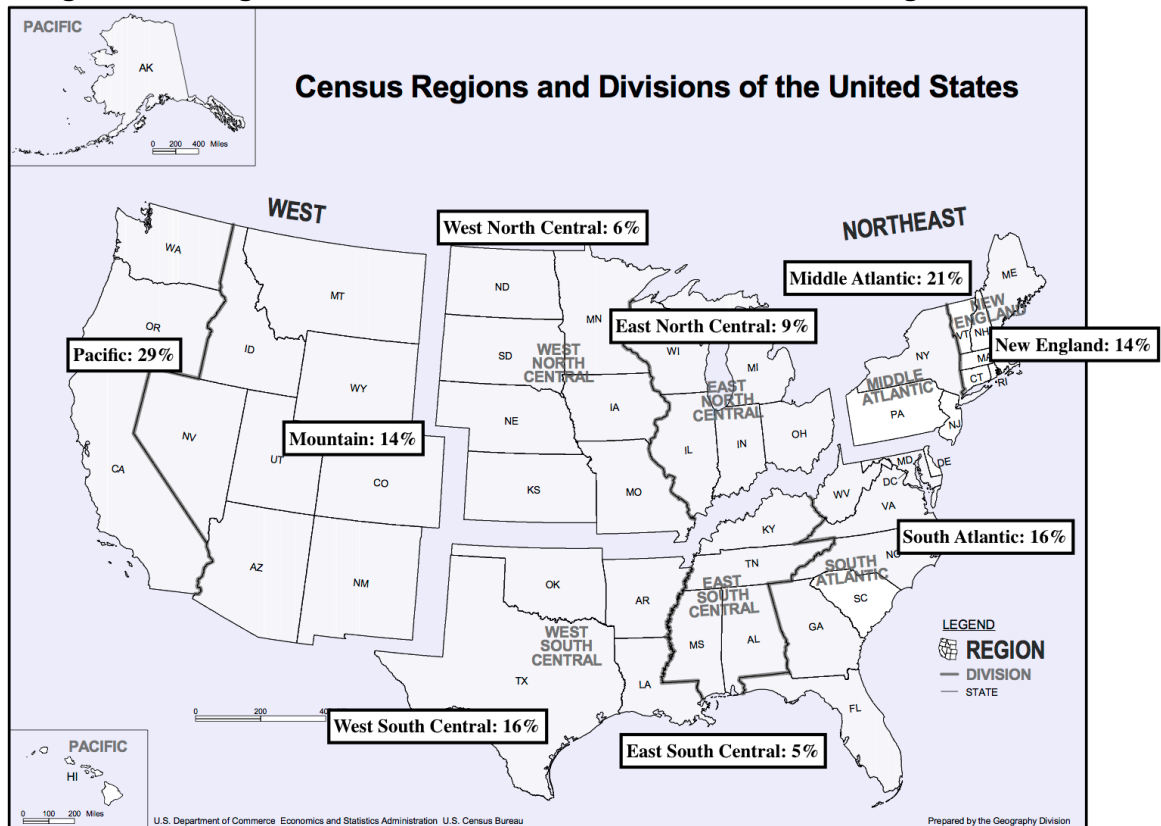 PACIFIC
AK
0 200 400 Miles
Census Regions and Divisions of the United States
WEST
NORTHEAST
West North Central: 6%
Middle Atlantic: 21%
East North Central: 9%
New England: 14%
Pacific: 29%
Mountain: 14%
South Atlantic: 16%
West South Central: 16%
East South Central: 5%
WA
MT
ND
MN
ME
OR
ID
SD
WEST
NORTH
CENTRAL
WI
MI
NEW
ENGLAND
VT
NH
NY
MA
CT
RI
WY
EAST
NORTH
CENTRAL
MIDDLE
ATLANTIC
PA
NJ
NV
UT
CO
NE
IA
IL
IN
OH
CA
KS
MO
WV
MD
DE
DC
VA
KY
AZ
NM
OK
AR
TN
NC
EAST
SOUTH
CENTRAL
SOUTH
ATLANTIC
SC
WEST
SOUTH
CENTRAL
TX
LA
MS
AL
GA
FL
LEGEND
REGION
DIVISION
STATE
0 200
PACIFIC
HI
0 100 200 Miles
U.S. Department of Commerce Economics and Statistics Administration U.S. Census Bureau
Prepared by the Geography Division